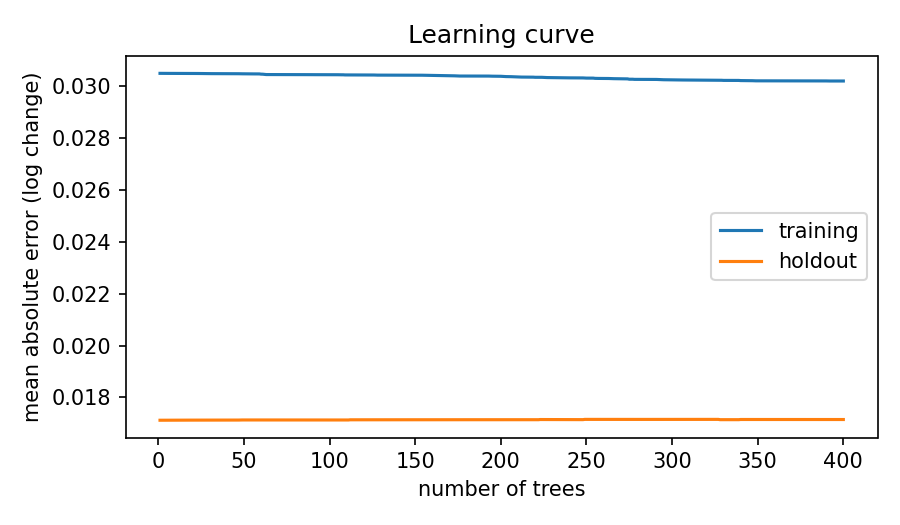 Learning curve
mean absolute error (log change)
0.030
0.028
0.026
0.024
0.022
0.020
0.018
training
holdout
0 50 100 150 200 250 300 350 400
number of trees